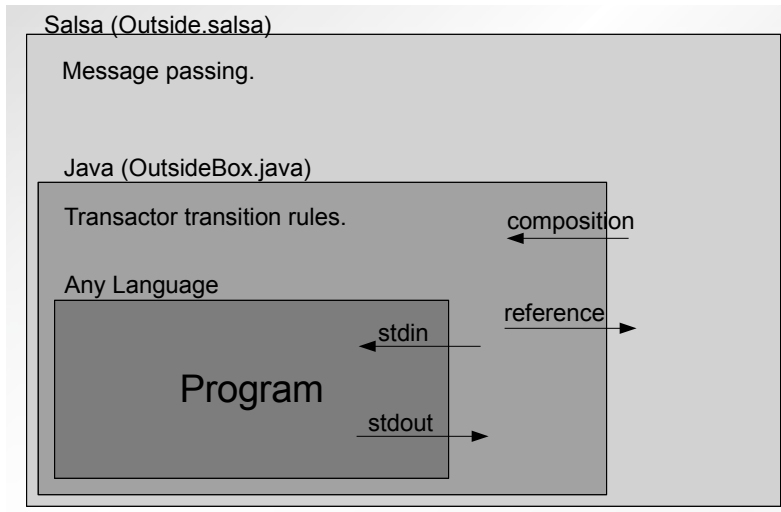 Salsa (Outside.salsa)
Message passing.
Java (OutsideBox.java)
Transactor transition rules.
composition
Any Language
reference
stdin
Program
stdout